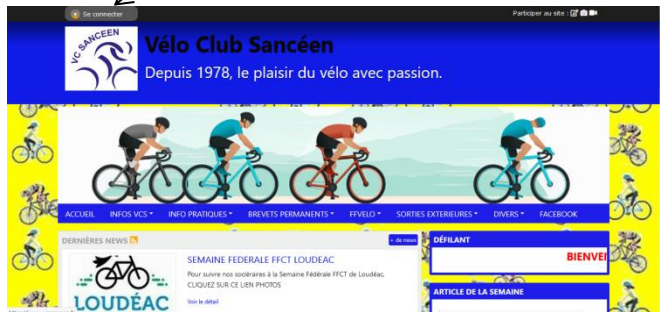 Se connecter
Participer au site :
VC SANCEEN
Vélo Club Sancéen
Depuis 1978, le plaisir du vélo avec passion.
ACCUEIL INFOS VCS INFO PRATIQUES BREVETS PERMANENTS FFVELO SORTIES EXTERIEURES DIVERS FACEBOOK
DERNIÈRES NEWS
+ de news
LOUDÉAC
SEMAINE FEDERALE FFCT LOUDEAC
Pour suivre nos sociéraires à la Semaine Fédérale FFCT de Loudéac.
CLIQUEZ SUR CE LIEN PHOTOS
Voir le détail
DÉFILANT
BIENVEI
ARTICLE DE LA SEMAINE